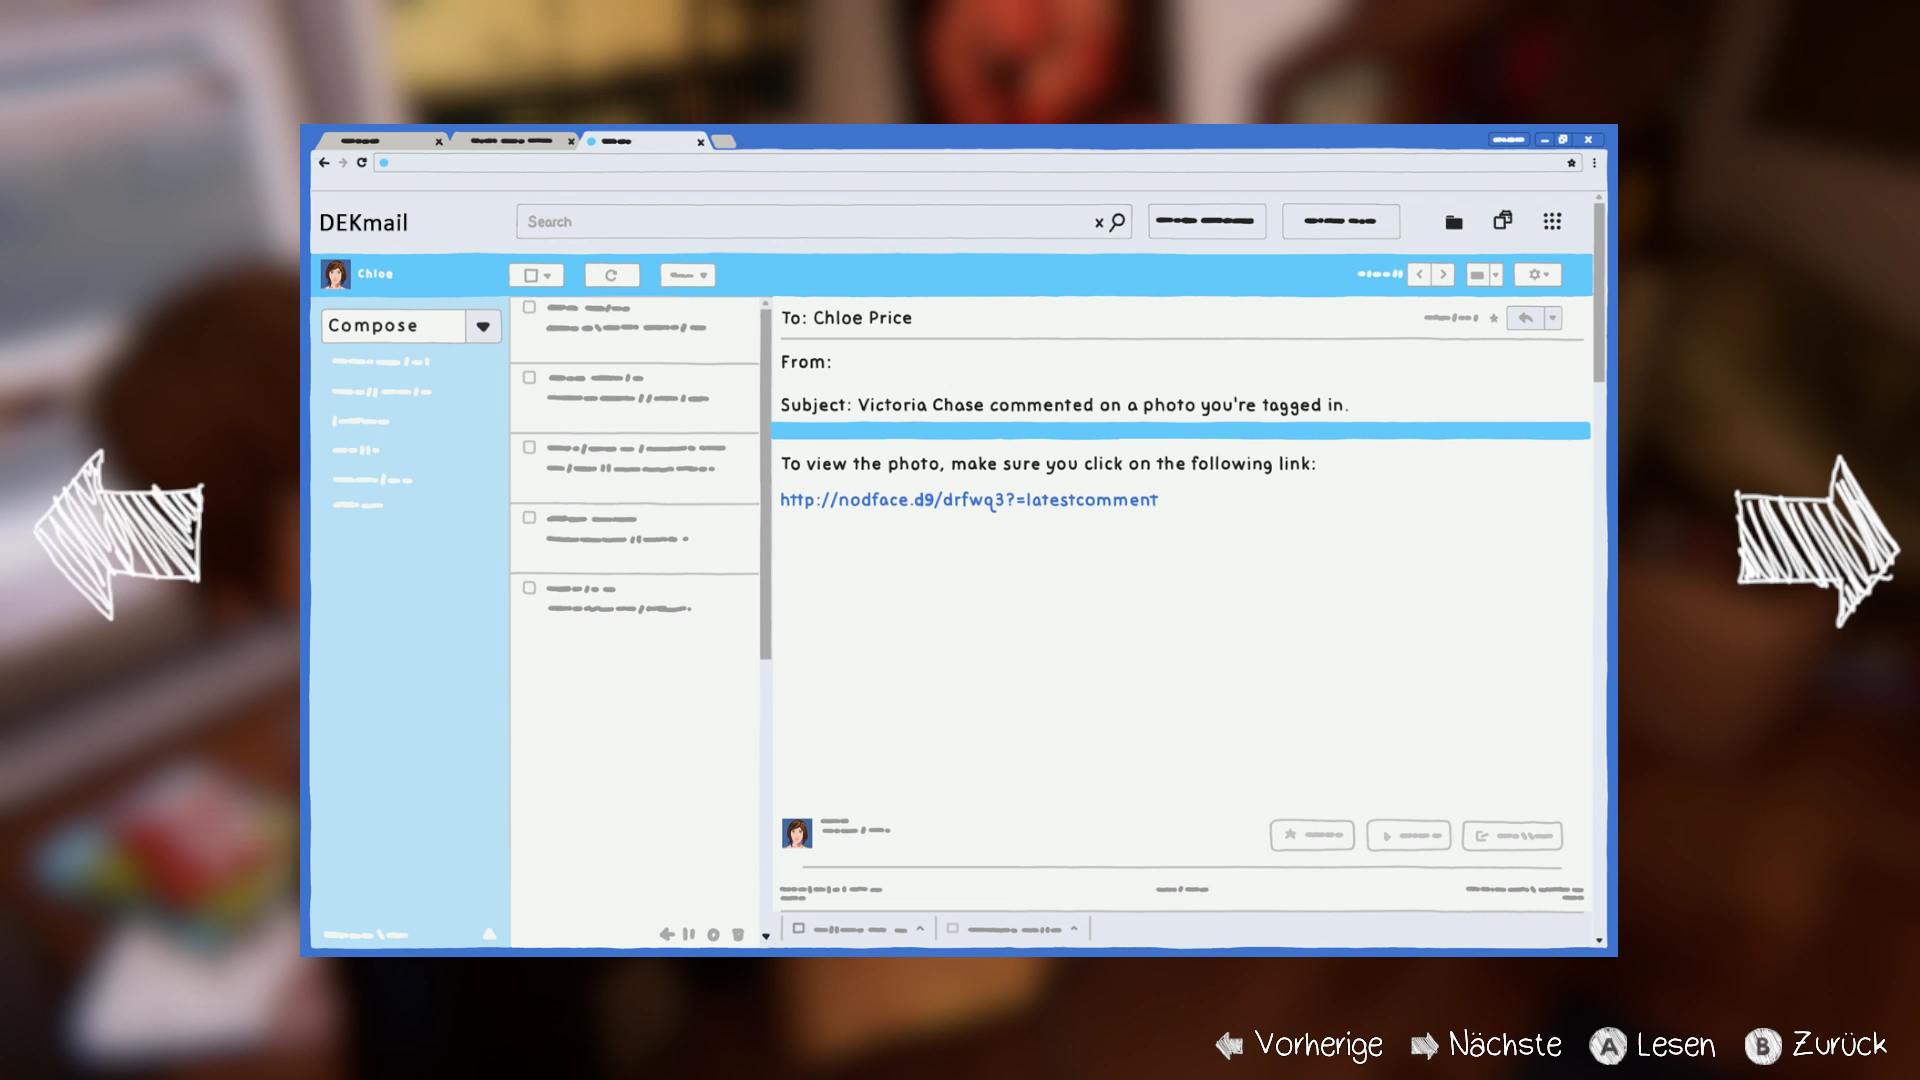 DEKmail
Search
x
Chloe
Compose
To: Chloe Price
From:
Subject: Victoria Chase commented on a photo you're tagged in.
To view the photo, make sure you click on the following link:
http://nodface.d9/drfwq3?=latestcomment
Vorherige
Nächste
A Lesen
B Zurück